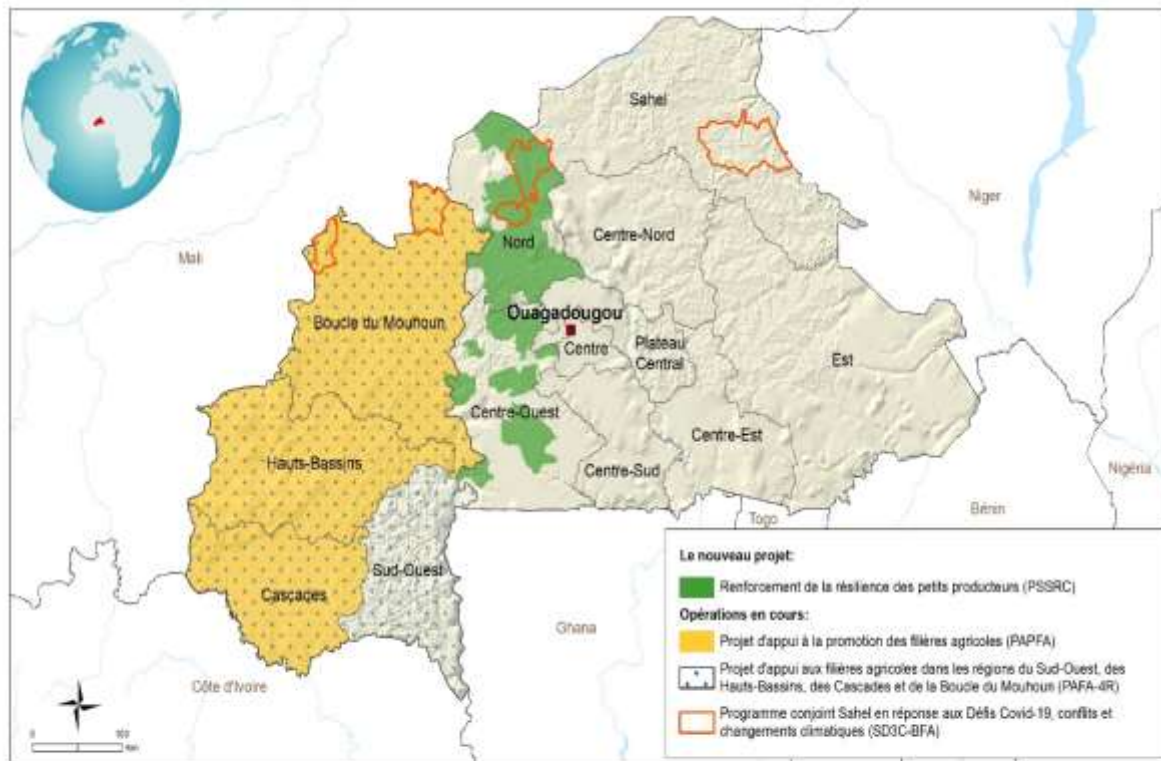 Sahel
Niger
Mali
Centre-Nord
Nord
Boucle du Mouhoun
Ouagadougou
Centre
Plateau
Central
Est
Centre-Ouest
Centre-Est
Hauts-Bassins
Centre-Sud
Nigéria
Bénin
Togo
Sud-Ouest
Cascades
Ghana
Côte d'Ivoire
0 100
Km
Le nouveau projet:
Renforcement de la résilience des petits producteurs (PSSRC)
Opérations en cours:
Projet d'appui à la promotion des filières agricoles (PAPFA)
Projet d'appui aux filières agricoles dans les régions du Sud-Ouest, des
Hauts-Bassins, des Cascades et de la Boucle du Mouhoun (PAFA-4R)
Programme conjoint Sahel en réponse aux Défis Covid-19, conflits et
changements climatiques (SD3C-BFA)